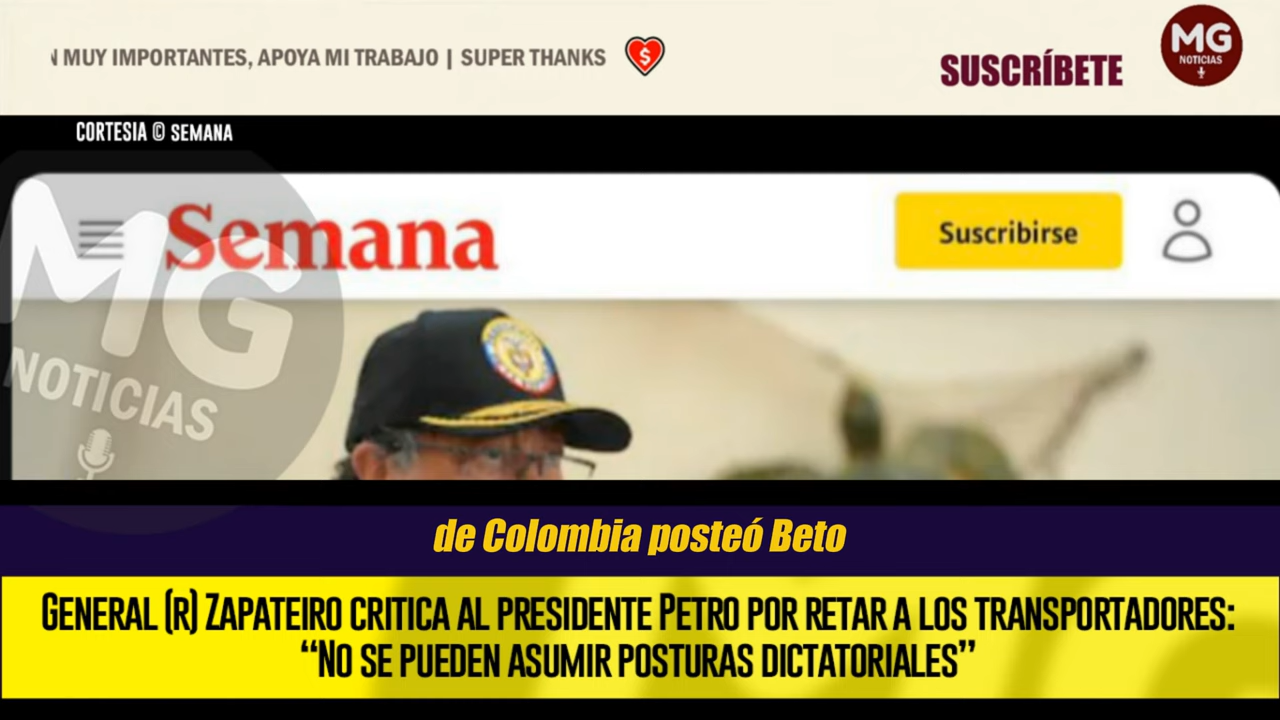 MUY IMPORTANTES, APOYA MI TRABAJO | SUPER THANKS
SUSCRÍBETE
MG
NOTICIAS
CORTESIA © SEMANA
Semana
Suscribirse
MG
NOTICIAS
de Colombia posteó Beto
GENERAL (R) ZAPATEIRO CRITICA AL PRESIDENTE PETRO POR RETAR A LOS TRANSPORTADORES:
“NO SE PUEDEN ASUMIR POSTURAS DICTATORIALES”